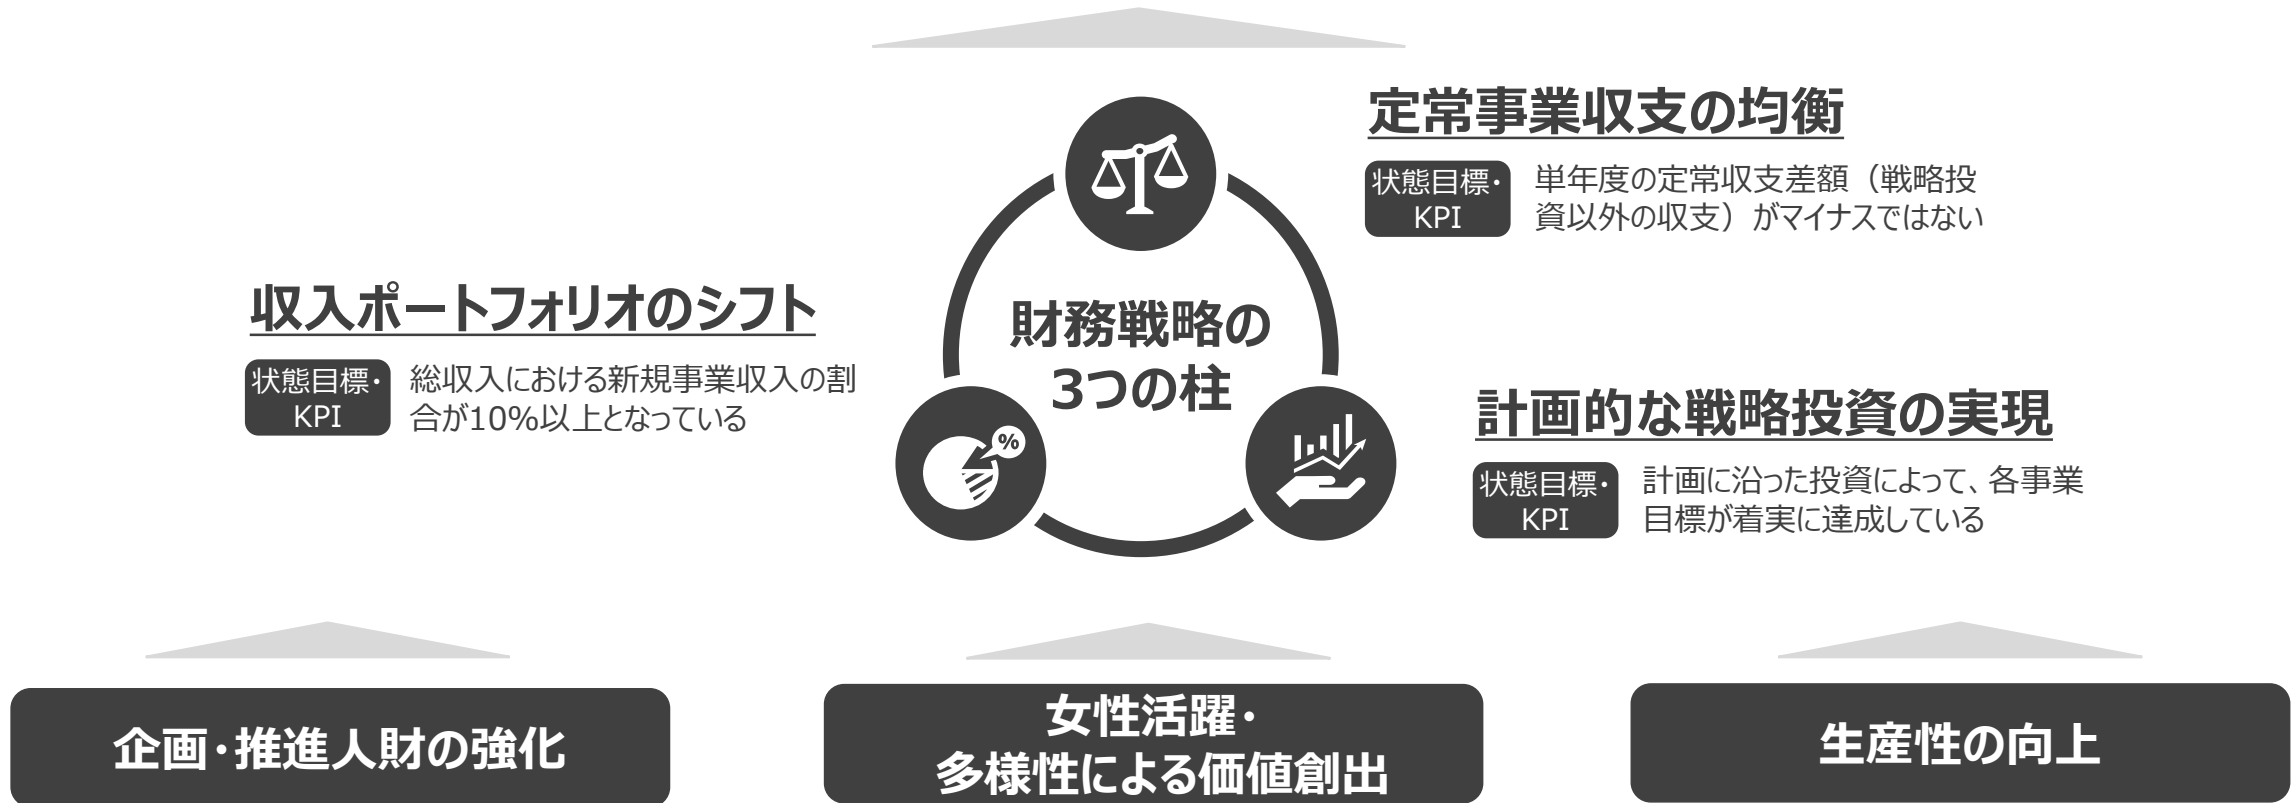 定常事業収支の均衡
状態目標・
KPI
単年度の定常収支差額（戦略投
資以外の収支）がマイナスではない
収入ポートフォリオのシフト
状態目標・
KPI
総収入における新規事業収入の割
合が10%以上となっている
財務戦略の
3つの柱
%
計画的な戦略投資の実現
状態目標・
KPI
計画に沿った投資によって、各事業
目標が着実に達成している
企画・推進人財の強化
女性活躍・
多様性による価値創出
生産性の向上